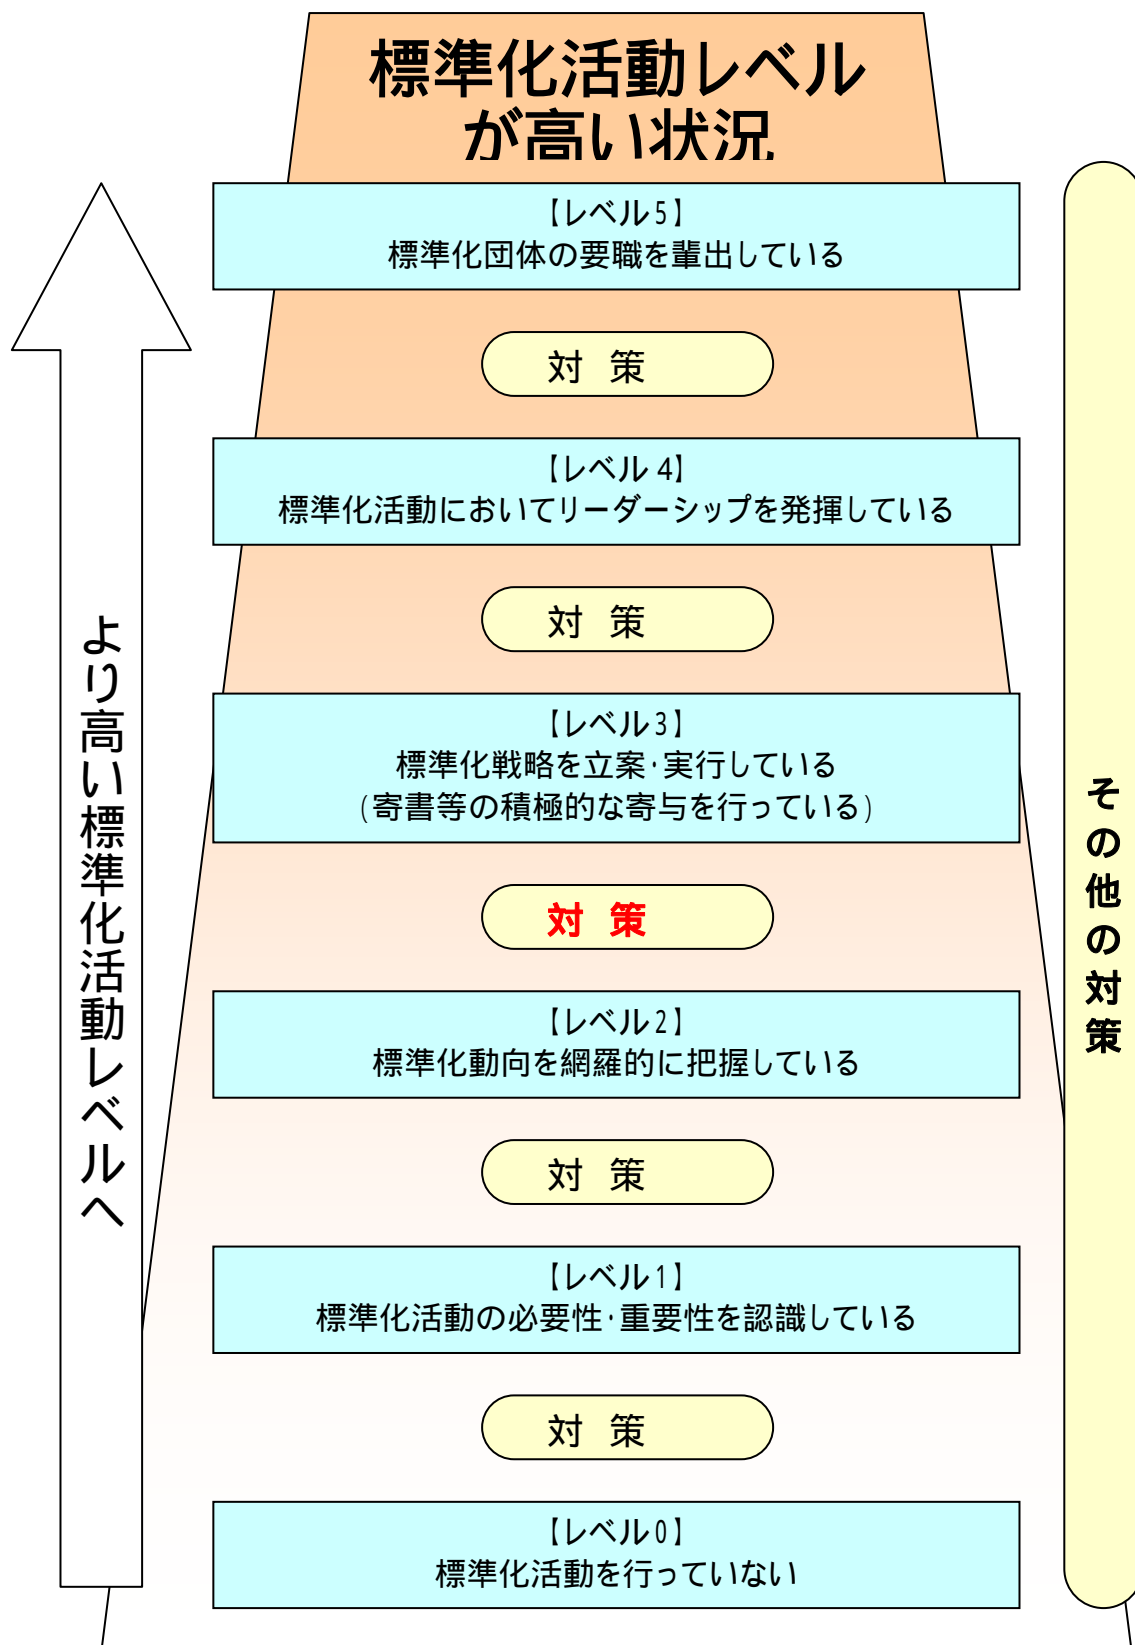 標準化活動レベル
が高い状況
【レベル5】
標準化団体の要職を輩出している
対 策
【レベル4】
標準化活動においてリーダーシップを発揮している
対 策
【レベル3】
標準化戦略を立案・実行している
(寄書等の積極的な寄与を行っている)
対 策
【レベル2】
標準化動向を網羅的に把握している
対 策
【レベル1】
標準化活動の必要性・重要性を認識している
対 策
【レベル0】
標準化活動を行っていない
より高い標準化活動レベルへ
その他の対策